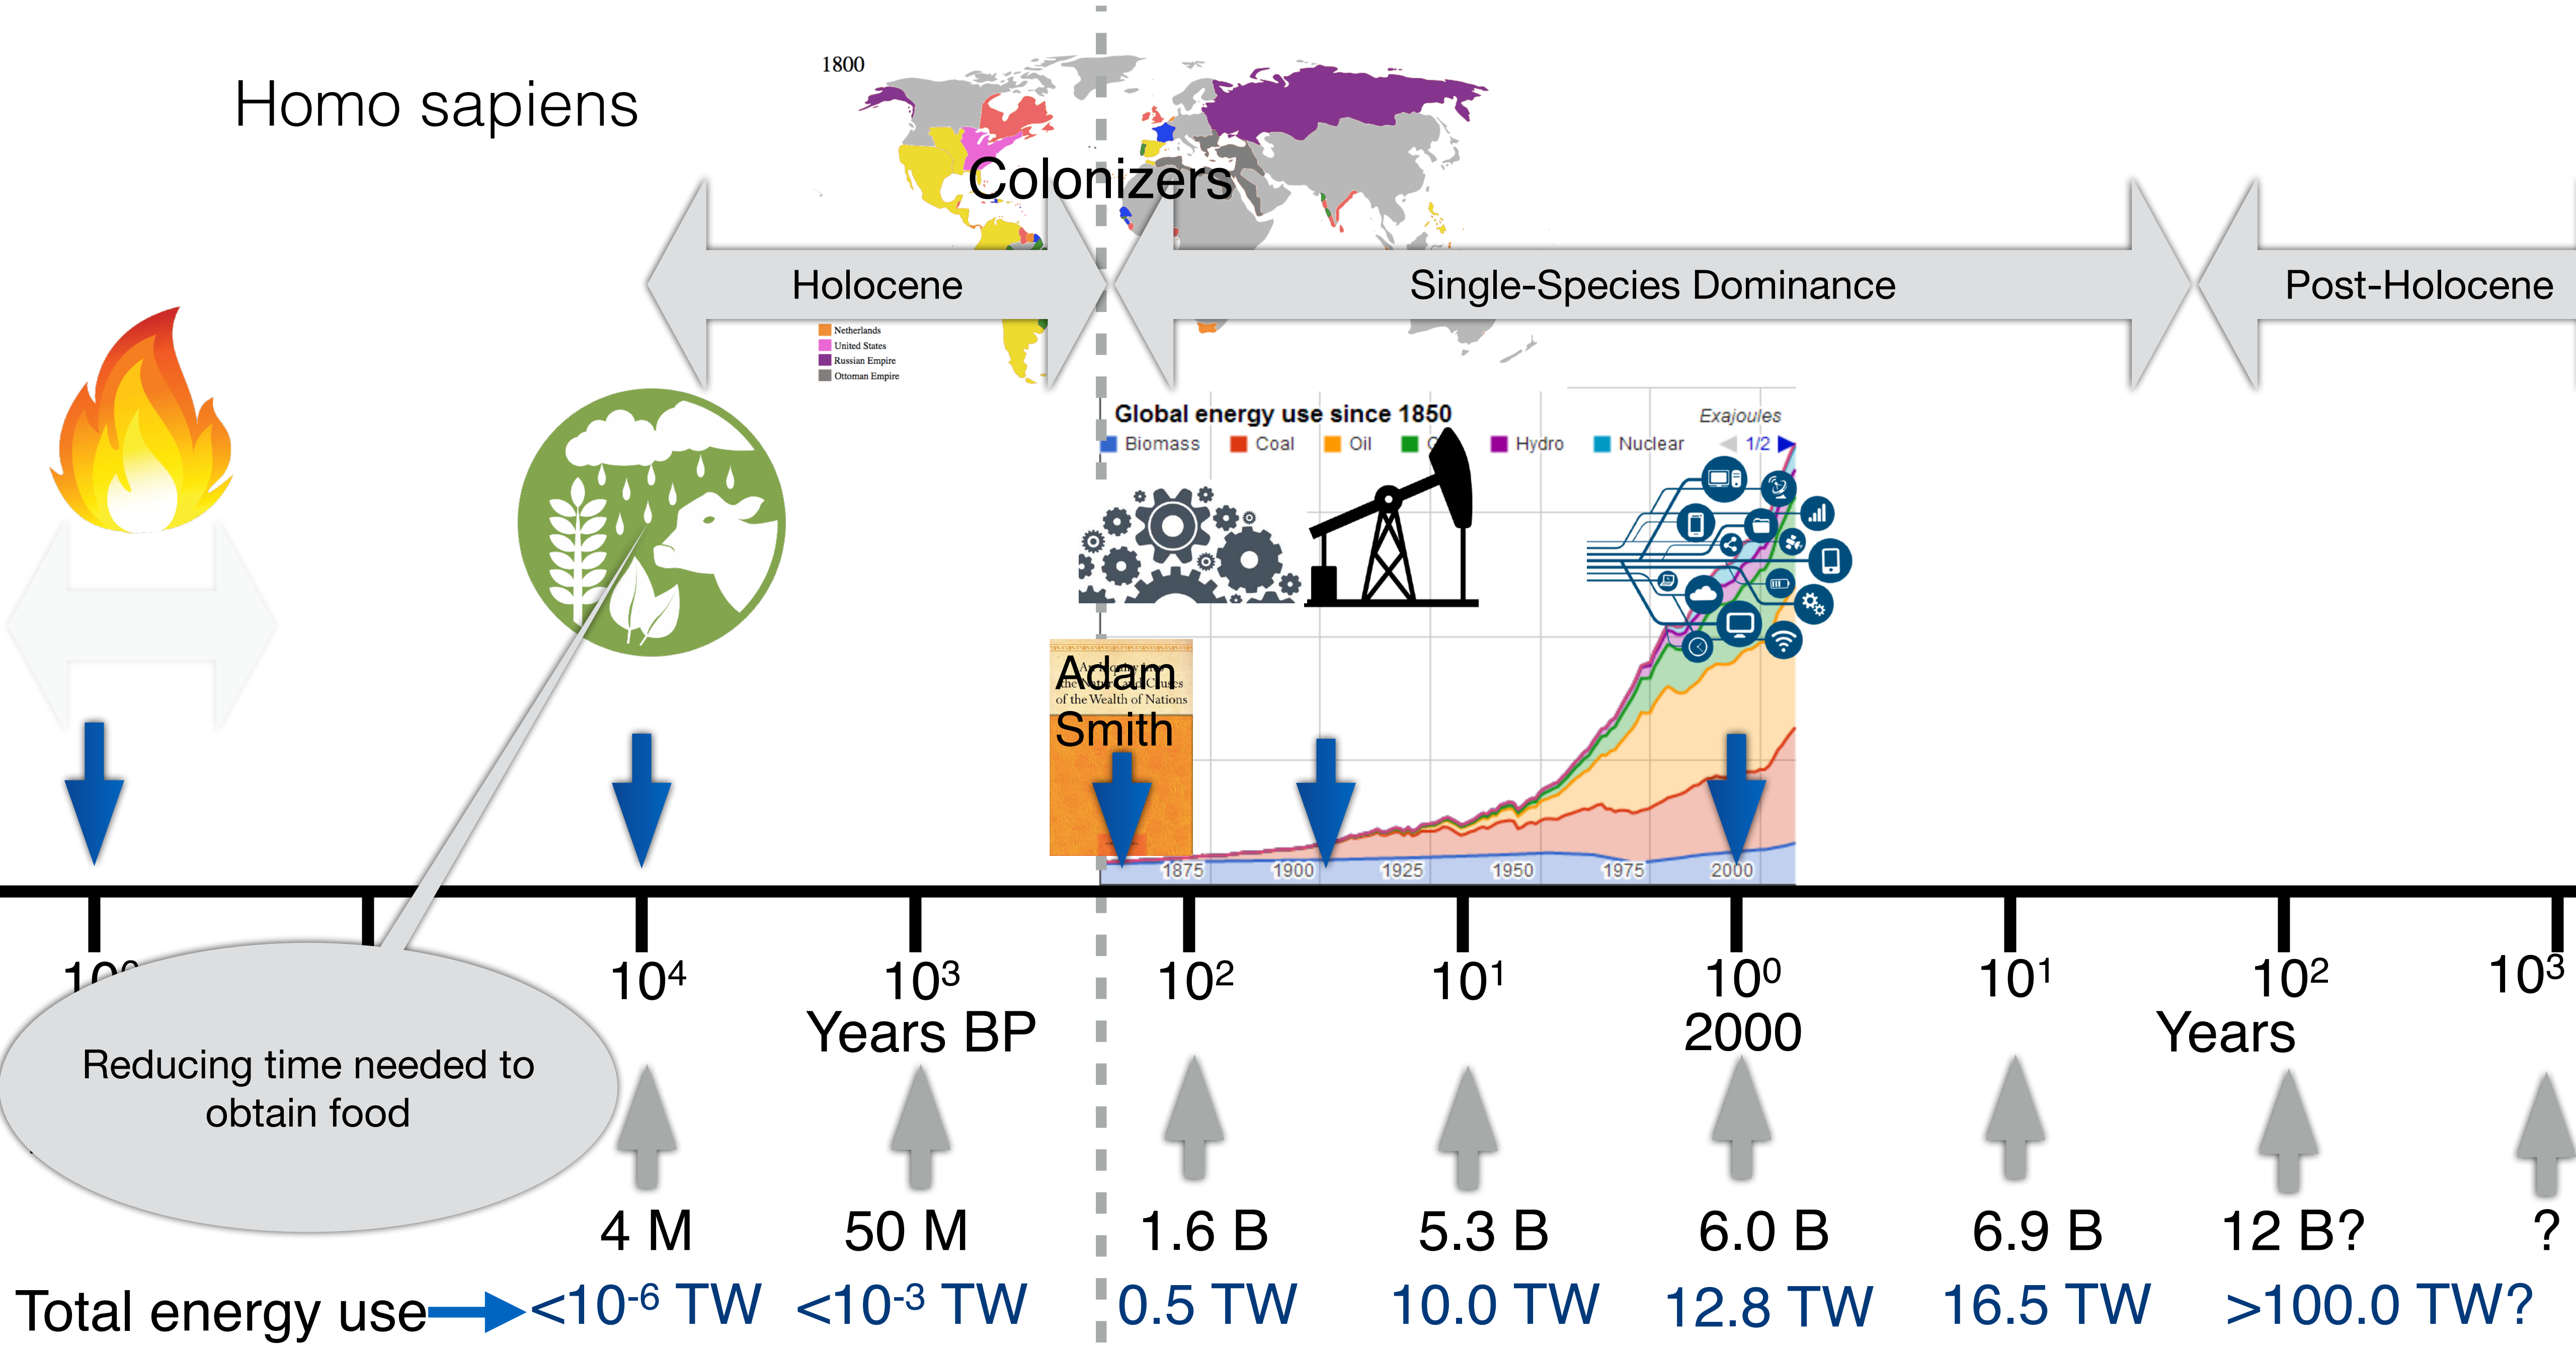 1800
Homo sapiens
Colonizers
Holocene
Single-Species Dominance
Post-Holocene
Netherlands
United States
Russian Empire
Ottoman Empire
Global energy use since 1850
Exajoules
Biomass
Coal
Oil
Hydro
Nuclear
1/2
Adam
Smith
of the Wealth of Nations
1875
1900
1925
1950
1975
2000
10⁴
10³
10²
10¹
10⁰
10¹
10²
10³
Years BP
2000
Years
Reducing time needed to
obtain food
4 M
50 M
1.6 B
5.3 B
6.0 B
6.9 B
12 B?
?
Total energy use
<10⁻⁶ TW
<10⁻³ TW
0.5 TW
10.0 TW
12.8 TW
16.5 TW
>100.0 TW?